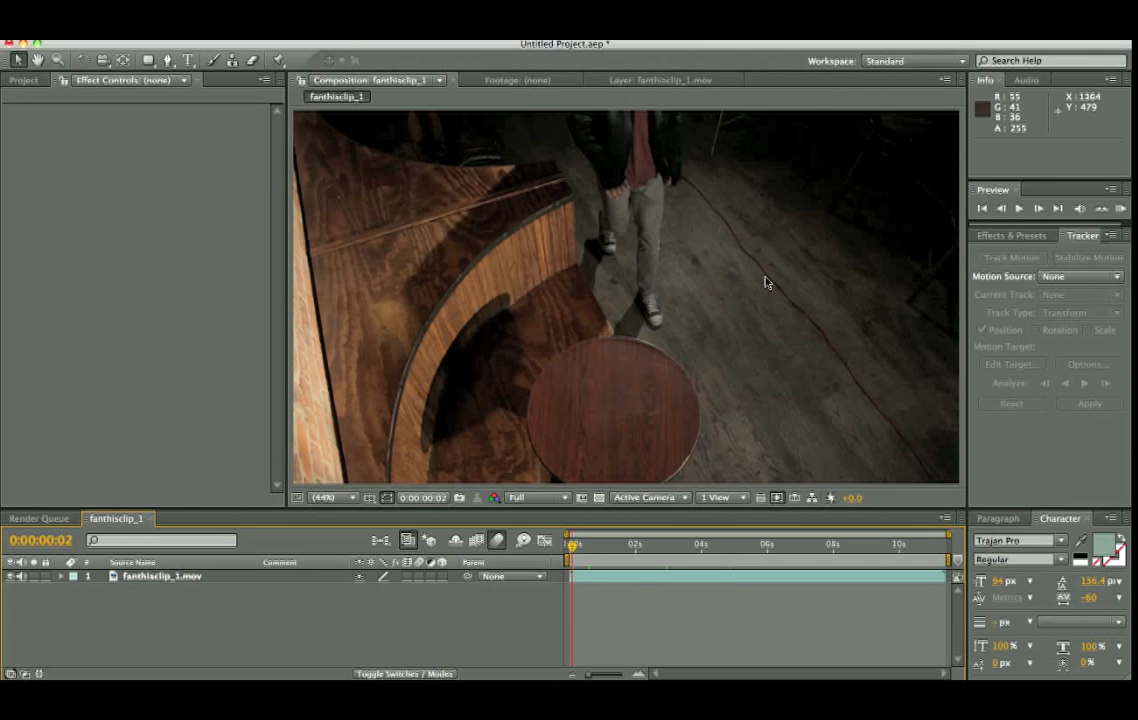 Untitled Project.aep *
Workspace: Standard
Search Help
Project Effect Controls: (none) Composition: fanthisclip_1 Footage: (none) Layer: fanthisclip_1.mov Info Audio
fanthisclip_1
R : 55 X : 1364
G : 41 Y : 479
B : 36
A : 255
Preview
Effects & Presets Tracker
Track Motion Stabilize Motion
Motion Source: None
Current Track: None
Track Type: Transform
Position Rotation Scale
Motion Target:
Edit Target... Options...
Analyze:
Reset Apply
(44%) 0:00:00:02 Full Active Camera 1 View +0.0
Render Queue fanthisclip_1 Paragraph Character
0:00:00:02 02s 04s 06s 08s 10s
Trajan Pro
# Source Name Comment Parent
Regular
1 fanthisclip_1.mov None
94 px 136.4 px
Metrics -60
- px
100 % 100 %
0 px 0 %
Toggle Switches / Modes